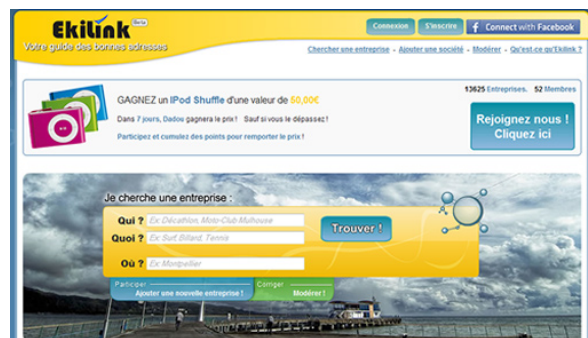 Ekilink Beta
Votre guide des bonnes adresses
Connexion
S'inscrire
f Connect with Facebook
Chercher une entreprise - Ajouter une société - Modérer - Qu'est ce qu'Ekilink ?
GAGNEZ un IPod Shuffle d'une valeur de 50,00€
Dans 7 jours, Dadou gagnera le prix ! Sauf si vous le dépassez !
Participez et cumulez des points pour remporter le prix !
13625 Entreprises. 52 Membres
Rejoignez nous !
Cliquez ici
Je cherche une entreprise :
Qui ? Ex: Décathlon, Moto-Club Mulhouse
Quoi ? Ex: Surf, Billard, Tennis
Où ? Ex: Montpellier
Trouver !
Participer
Ajouter une nouvelle entreprise !
Corriger
Modérer !